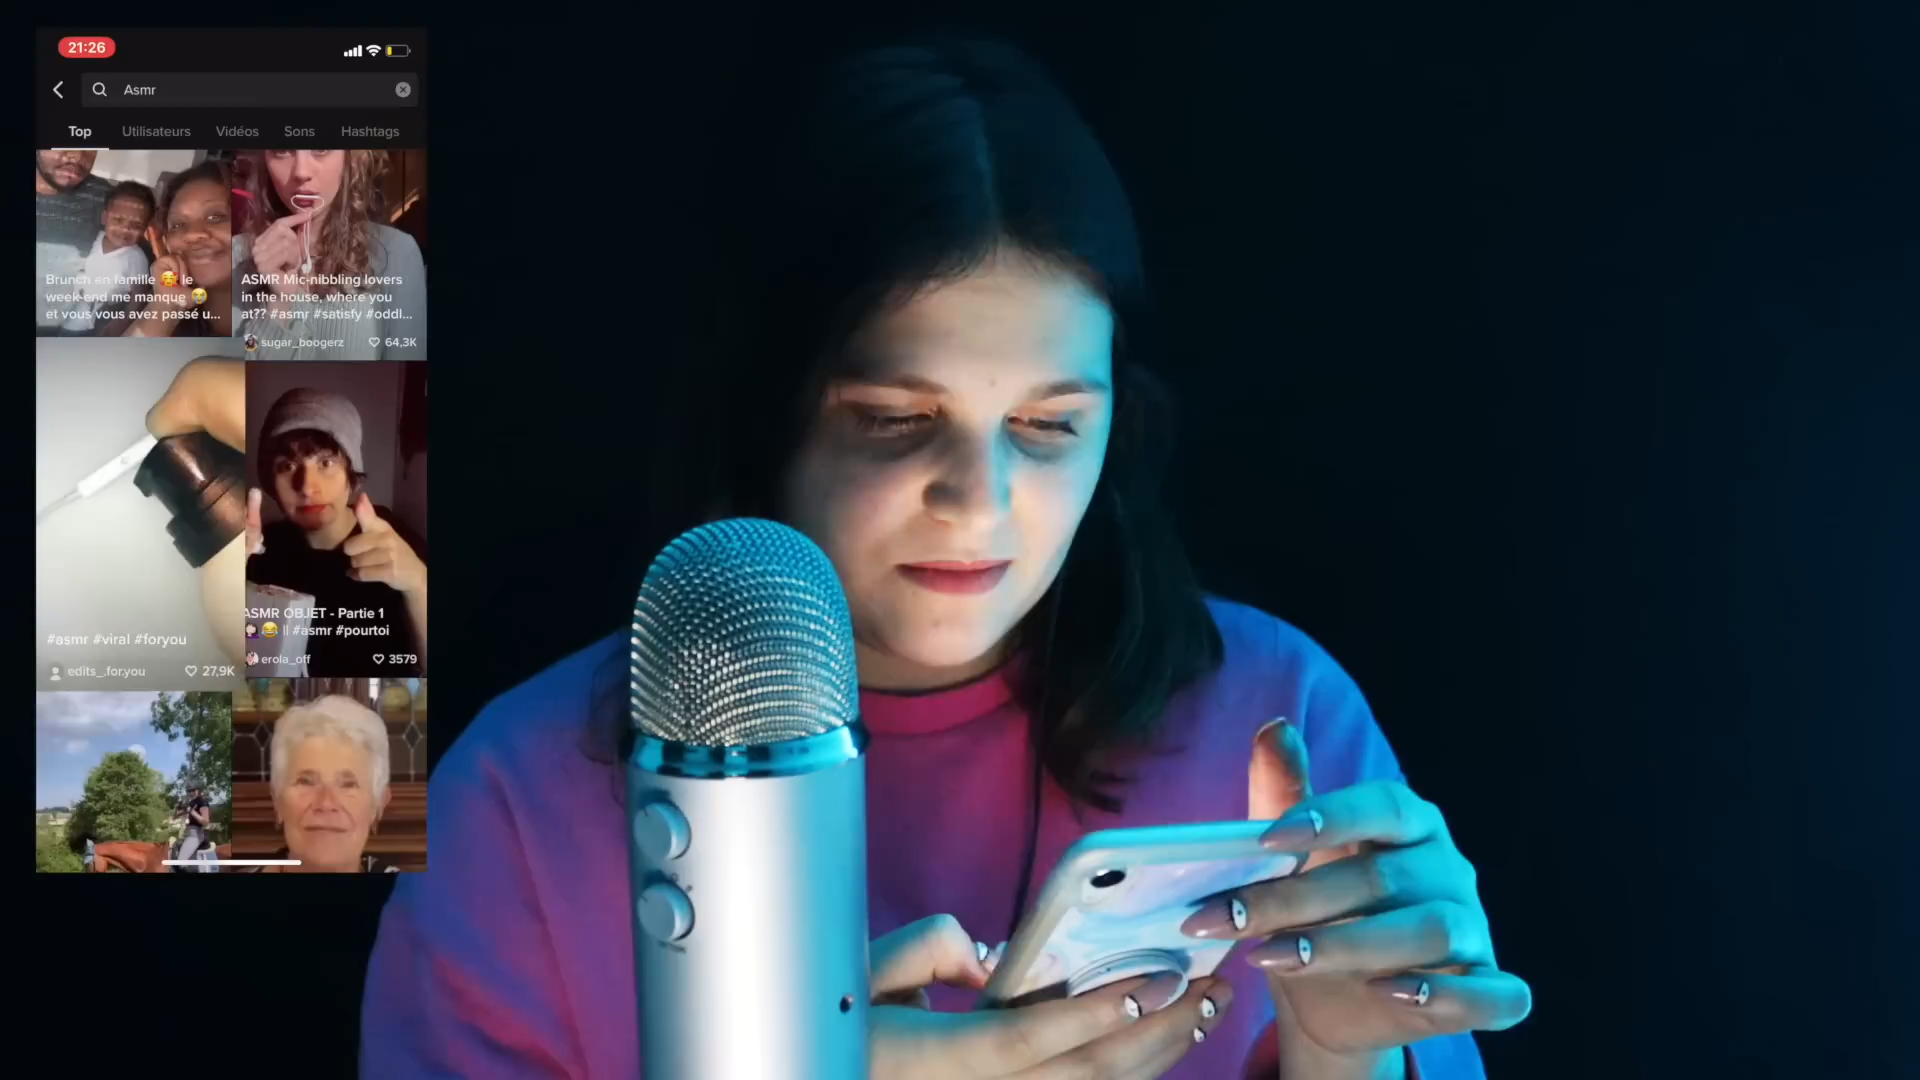 21:26
Asmr
Top Utilisateurs Vidéos Sons Hashtags
Brunch en famille 🥰 le
week-end me manque 😭
et vous vous avez passé u...
ASMR Mic-nibbling lovers
in the house, where you
at?? #asmr #satisfy #oddl...
sugar_boogerz 64,3K
#asmr #viral #foryou
edits_.for.you 27,9K
ASMR OBJET - Partie 1
🤦🏻‍♀️😂 || #asmr #pourtoi
erola_off 3579